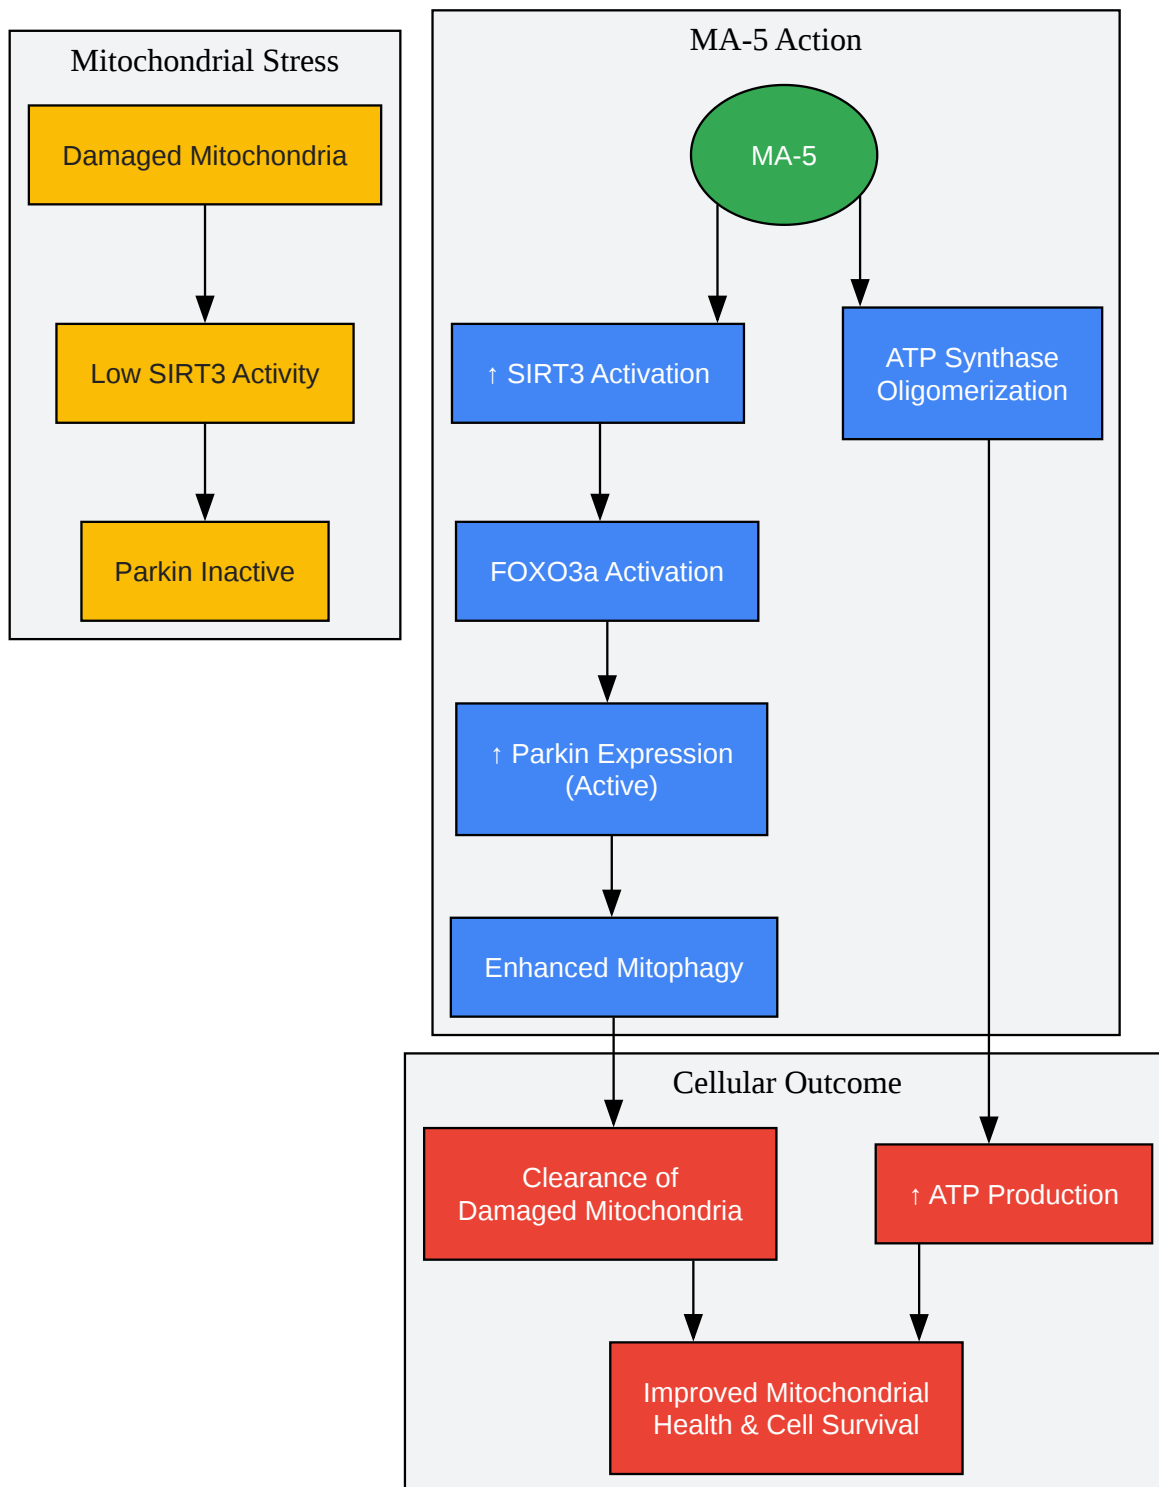 Mitochondrial Stress
Damaged Mitochondria
Low SIRT3 Activity
Parkin Inactive
MA-5 Action
MA-5
↑ SIRT3 Activation
ATP Synthase
Oligomerization
FOXO3a Activation
↑ Parkin Expression
(Active)
Enhanced Mitophagy
Cellular Outcome
Clearance of
Damaged Mitochondria
↑ ATP Production
Improved Mitochondrial
Health & Cell Survival